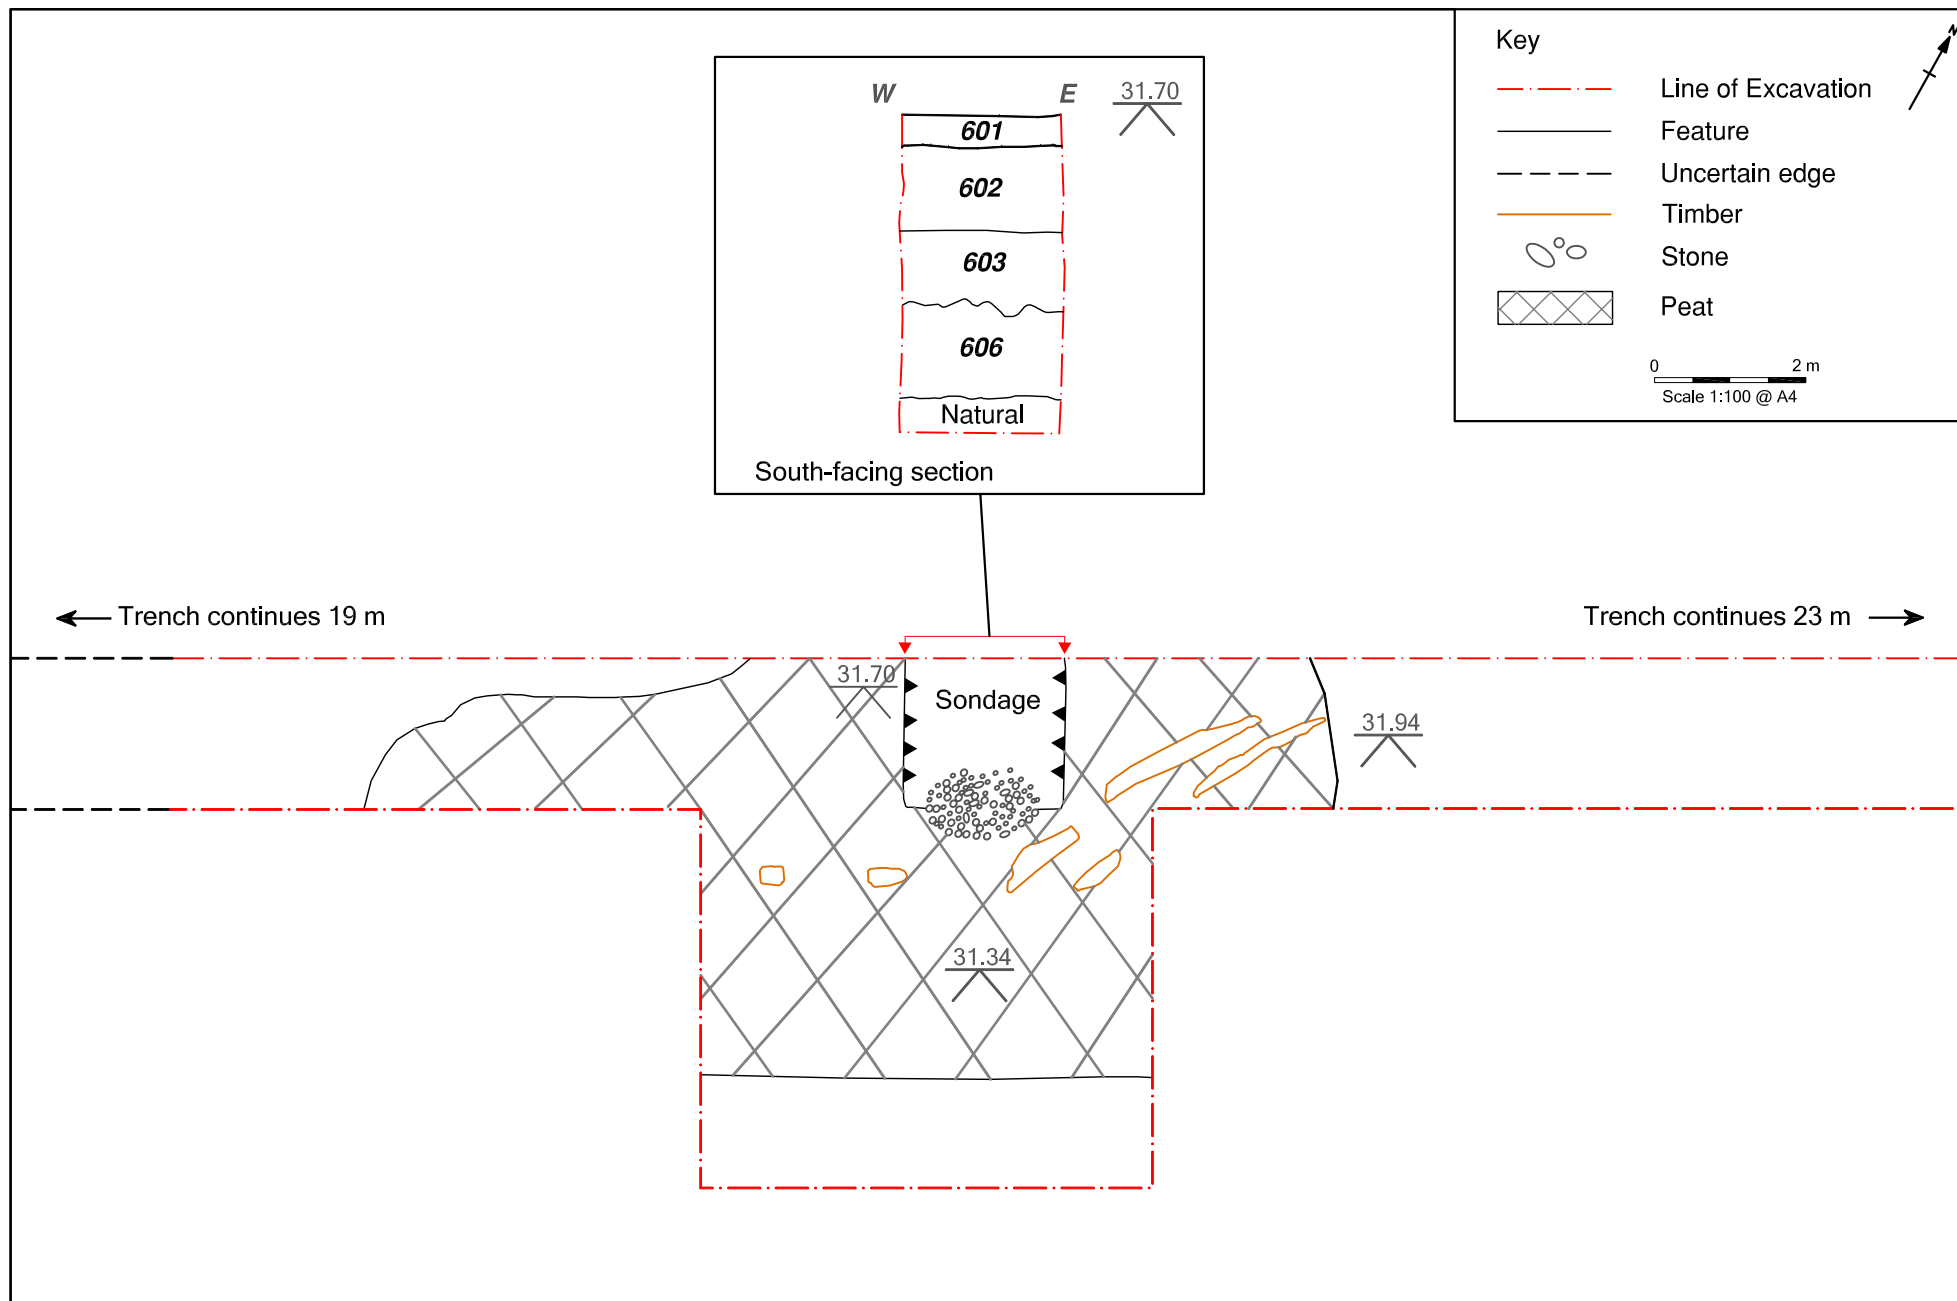 Key
N
Line of Excavation
Feature
Uncertain edge
Timber
Stone
Peat
0 2 m
Scale 1:100 @ A4
W E 31.70
601
602
603
606
Natural
South-facing section
Trench continues 19 m
Trench continues 23 m
31.70
Sondage
31.94
31.34